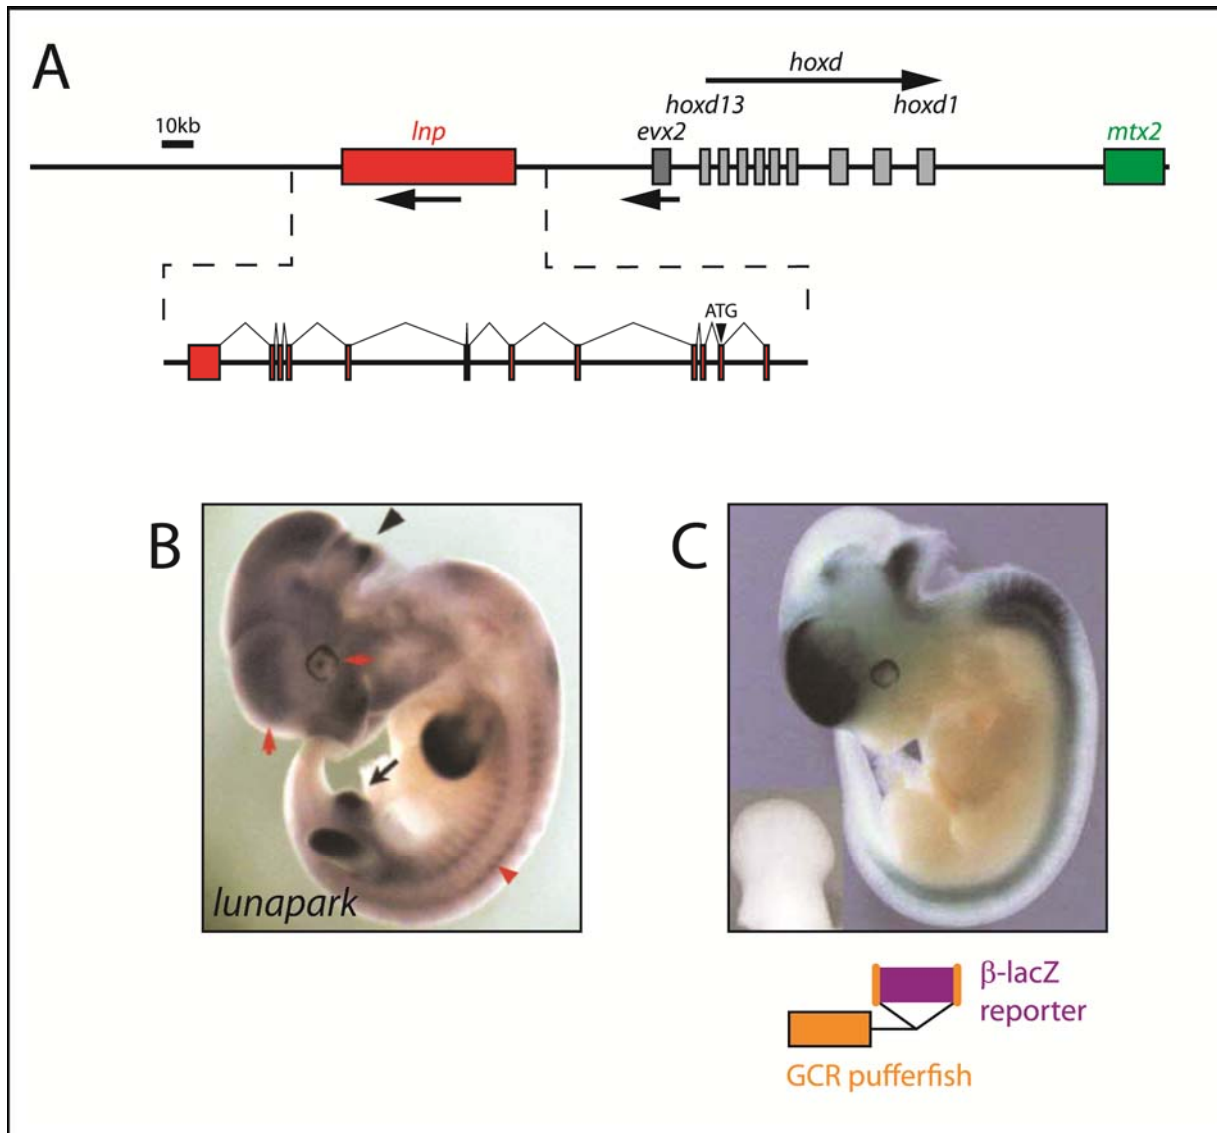 A
hoxd
hoxd13
hoxd1
10kb
lnp
evx2
mtx2
ATG
B
C
lunapark
β-lacZ
reporter
GCR pufferfish